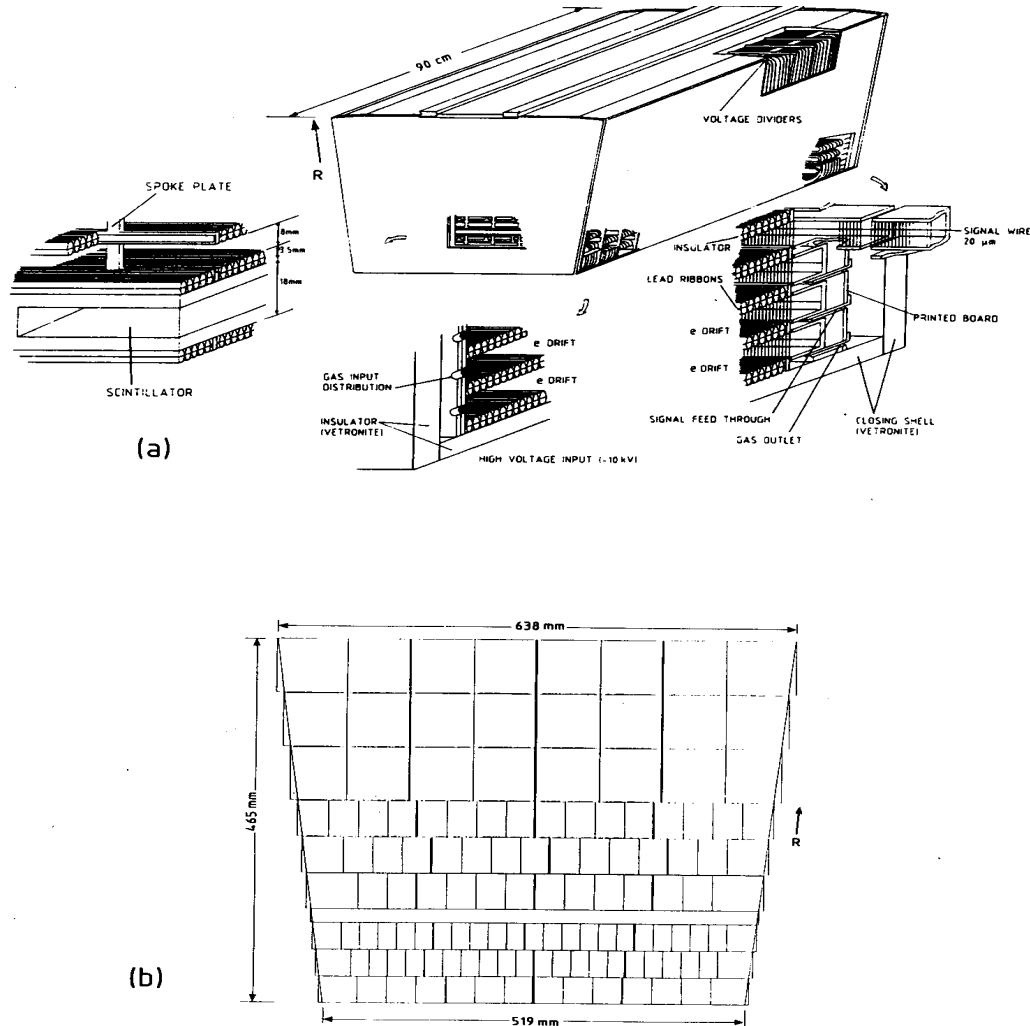 90 cm
R
VOLTAGE DIVIDERS
SPOKE PLATE
8mm
3.5mm
18mm
SCINTILLATOR
(a)
INSULATOR
LEAD RIBBONS
e DRIFT
e DRIFT
SIGNAL WIRE
20 µm
PRINTED BOARD
SIGNAL FEED THROUGH
GAS OUTLET
CLOSING SHELL
(VETRONITE)
e DRIFT
e DRIFT
GAS INPUT
DISTRIBUTION
INSULATOR
(VETRONITE)
HIGH VOLTAGE INPUT (-10 kV)
638 mm
465 mm
R
(b)
519 mm